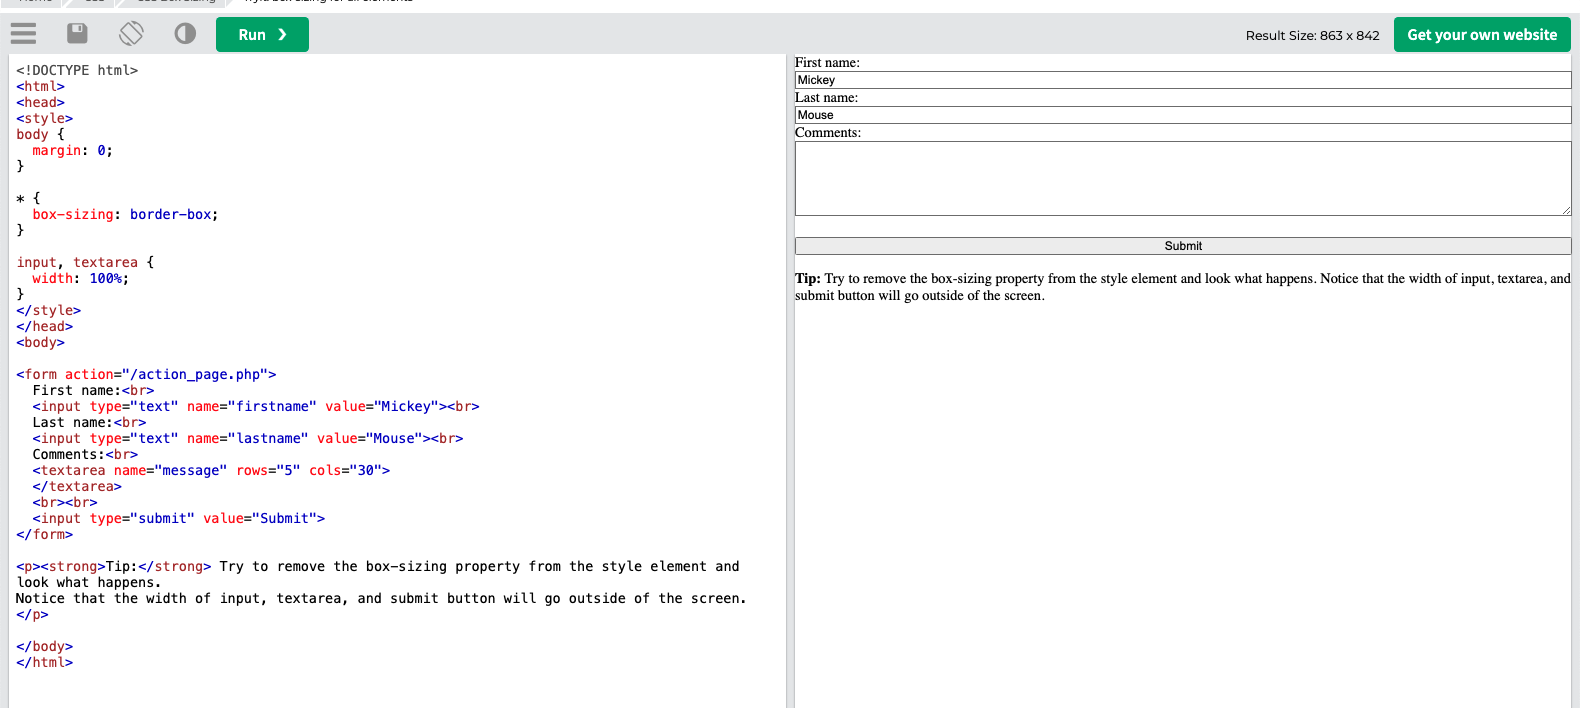 Run ❯
Result Size: 863 x 842
Get your own website
<!DOCTYPE html>
<html>
<head>
<style>
body {
  margin: 0;
}

* {
  box-sizing: border-box;
}

input, textarea {
  width: 100%;
}
</style>
</head>
<body>

<form action="/action_page.php">
  First name:<br>
  <input type="text" name="firstname" value="Mickey"><br>
  Last name:<br>
  <input type="text" name="lastname" value="Mouse"><br>
  Comments:<br>
  <textarea name="message" rows="5" cols="30">
  </textarea>
  <br><br>
  <input type="submit" value="Submit">
</form>

<p><strong>Tip:</strong> Try to remove the box-sizing property from the style element and
look what happens.
Notice that the width of input, textarea, and submit button will go outside of the screen.
</p>

</body>
</html>
First name:
Mickey
Last name:
Mouse
Comments:
Submit
Tip: Try to remove the box-sizing property from the style element and look what happens. Notice that the width of input, textarea, and
submit button will go outside of the screen.